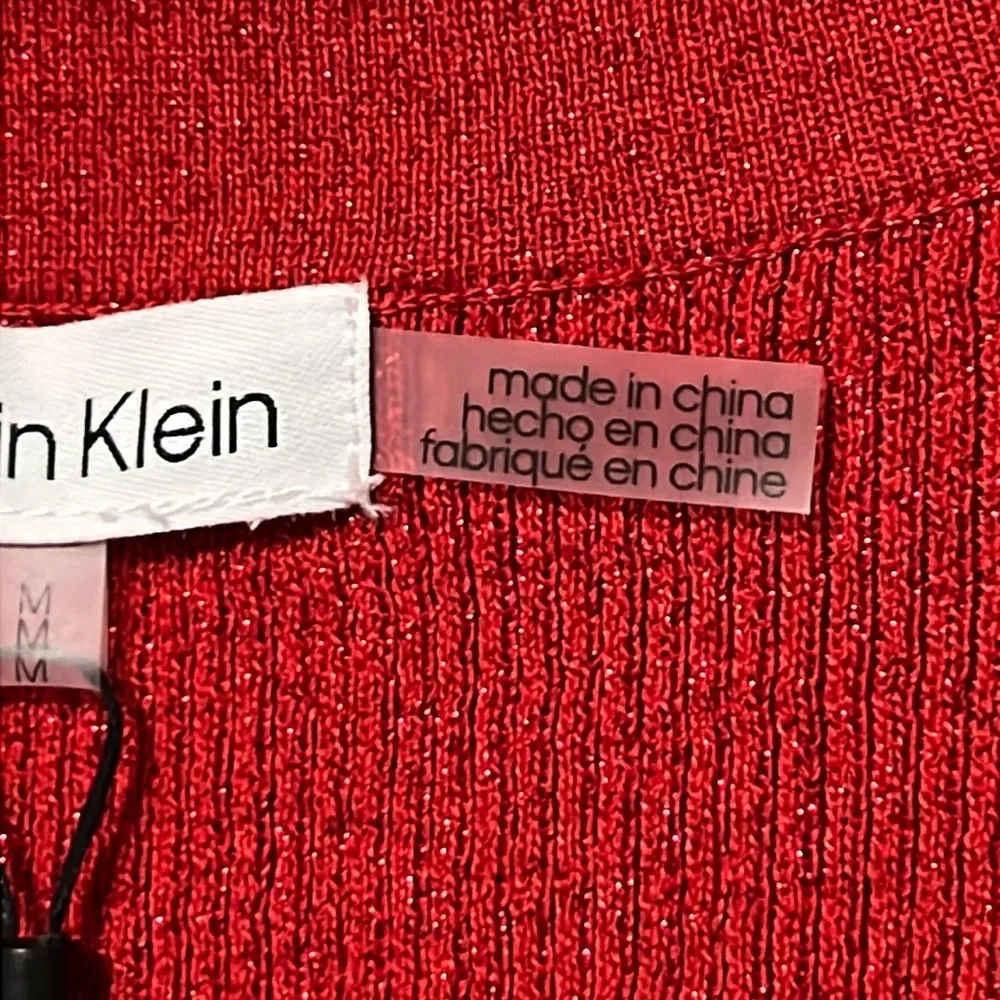 in Klein
made in china
hecho en china
fabriqué en chine
M
M
M